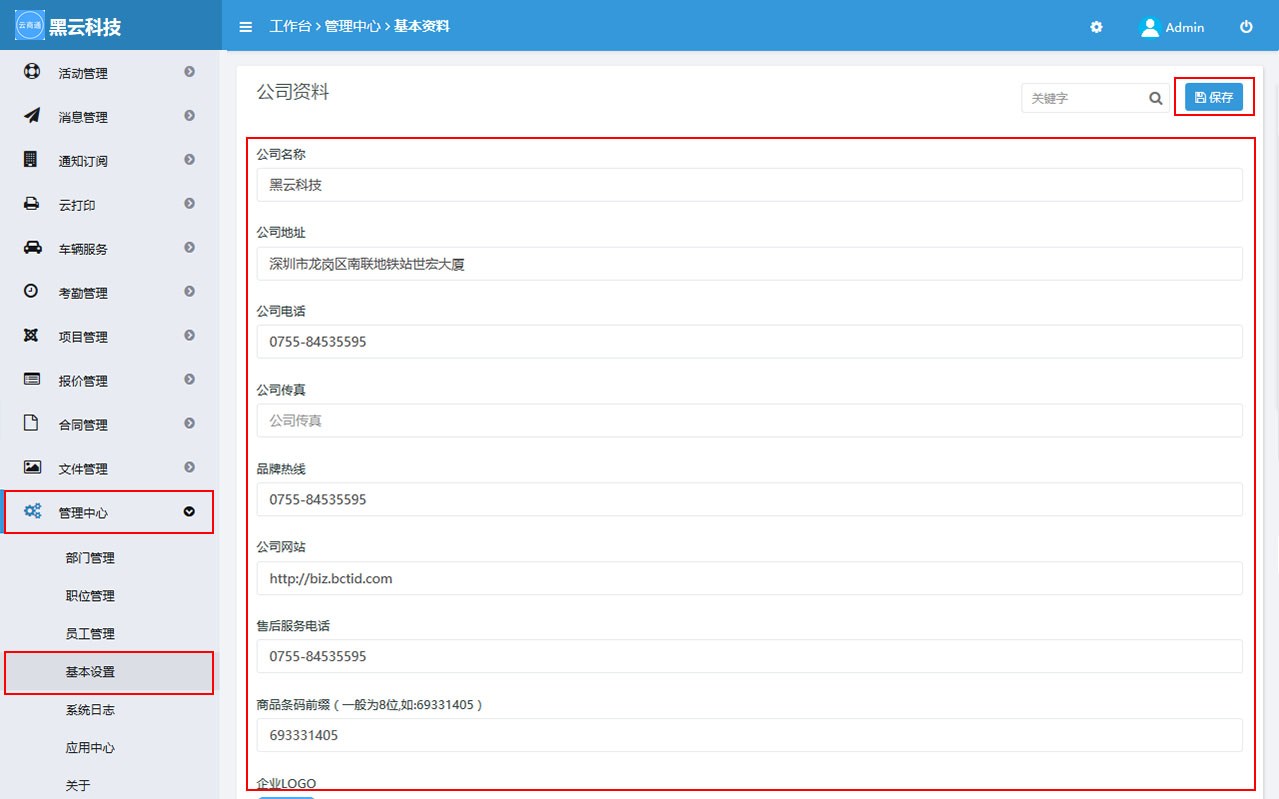 云商通 黑云科技
工作台 > 管理中心 > 基本资料
Admin
活动管理
消息管理
通知订阅
云打印
车辆服务
考勤管理
项目管理
报价管理
合同管理
文件管理
管理中心
部门管理
职位管理
员工管理
基本设置
系统日志
应用中心
关于
公司资料
关键字
保存
公司名称
黑云科技
公司地址
深圳市龙岗区南联地铁站世宏大厦
公司电话
0755-84535595
公司传真
公司传真
品牌热线
0755-84535595
公司网站
http://biz.bctid.com
售后服务电话
0755-84535595
商品条码前缀 ( 一般为8位,如:69331405 )
693331405
企业LOGO